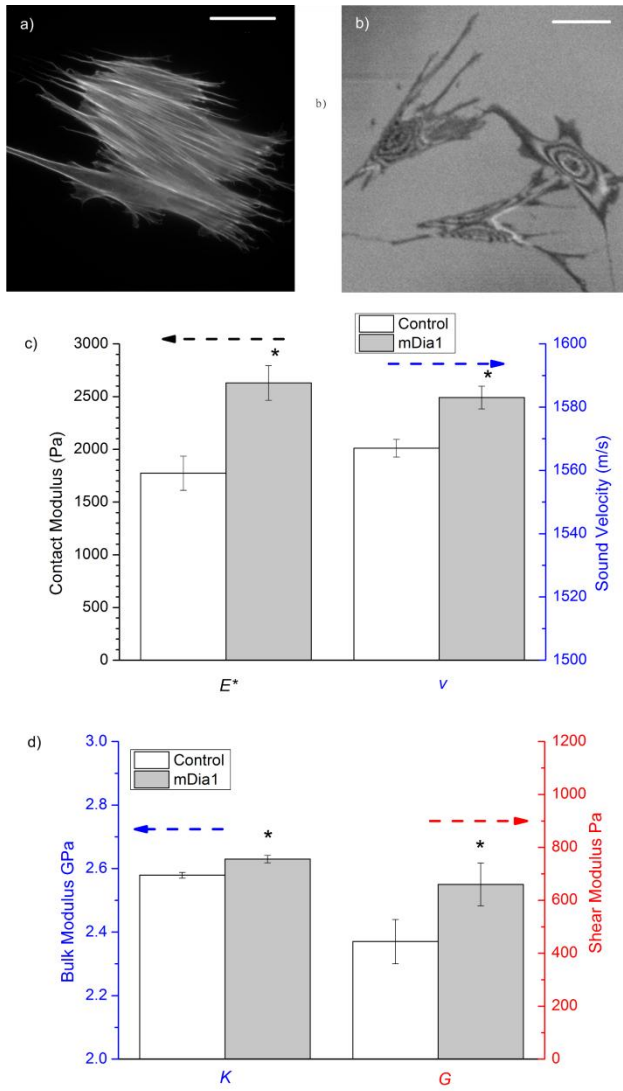 a)
b)
b)
c)
Control
mDia1
3000
2500
2000
1500
1000
500
0
Contact Modulus (Pa)
*
*
1600
1580
1560
1540
1520
1500
Sound Velocity (m/s)
E*
v
d)
Control
mDia1
3.0
2.8
2.6
2.4
2.2
2.0
Bulk Modulus GPa
*
*
1200
1000
800
600
400
200
0
Shear Modulus Pa
K
G